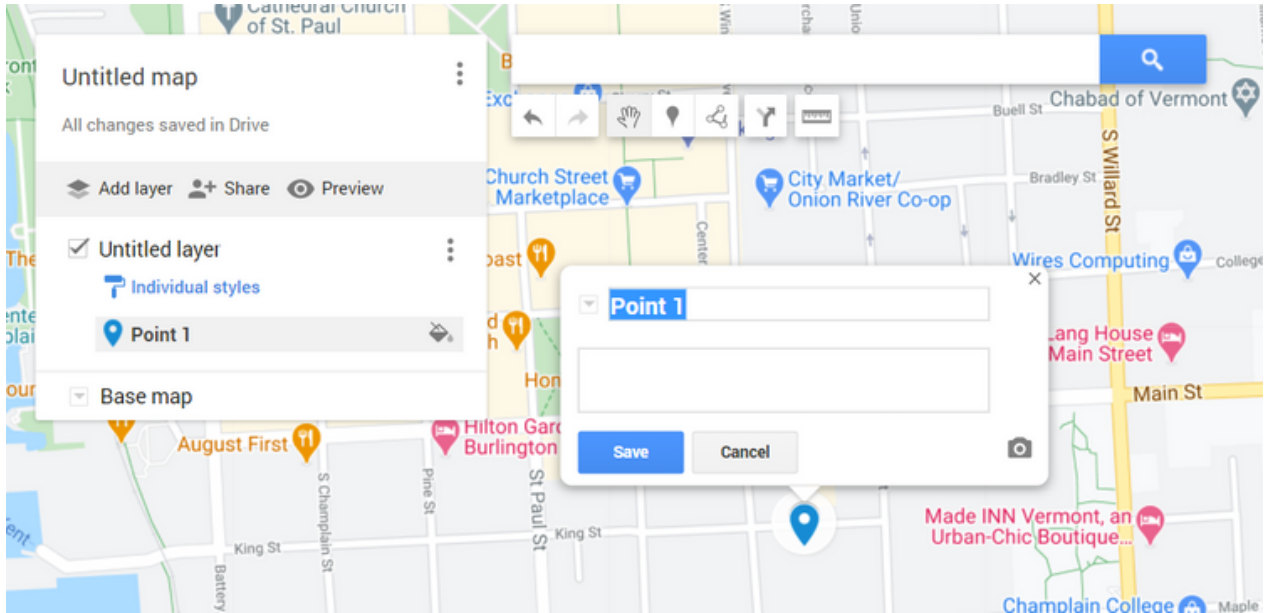 Cathedral Church
of St. Paul
Untitled map
All changes saved in Drive
Add layer
Share
Preview
Untitled layer
Individual styles
Point 1
Base map
Buell St
Chabad of Vermont
S Willard St
Church Street
Marketplace
City Market/
Onion River Co-op
Bradley St
Center
Wires Computing
College
Point 1
Lang House
Main Street
Main St
Save
Cancel
August First
Hilton Gar
Burlington
S Champlain St
Pine St
St Paul St
King St
King St
Battery
Made INN Vermont, an
Urban-Chic Boutique...
Champlain College
Maple